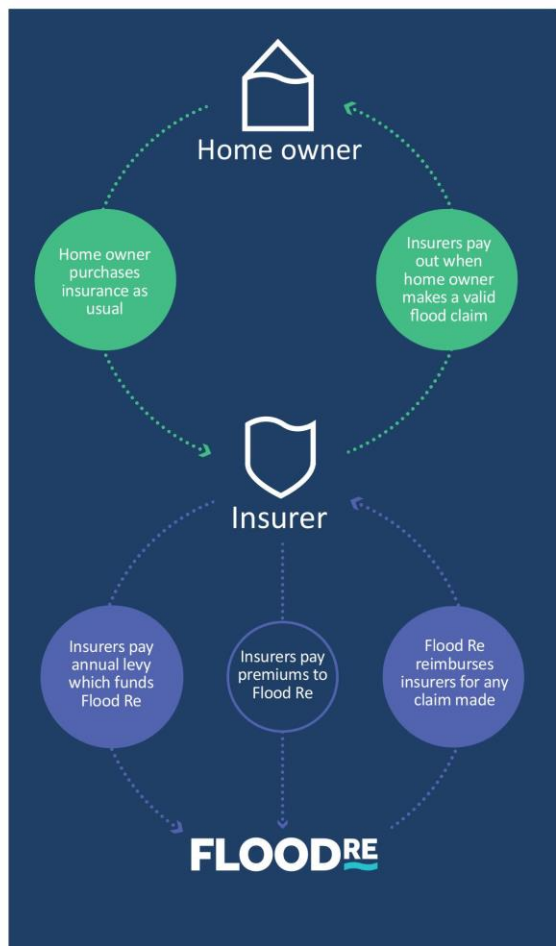 Home owner
Home owner
purchases
insurance as
usual
Insurers pay
out when
home owner
makes a valid
flood claim
Insurer
Insurers pay
annual levy
which funds
Flood Re
Insurers pay
premiums to
Flood Re
Flood Re
reimburses
insurers for any
claim made
FLOODRE